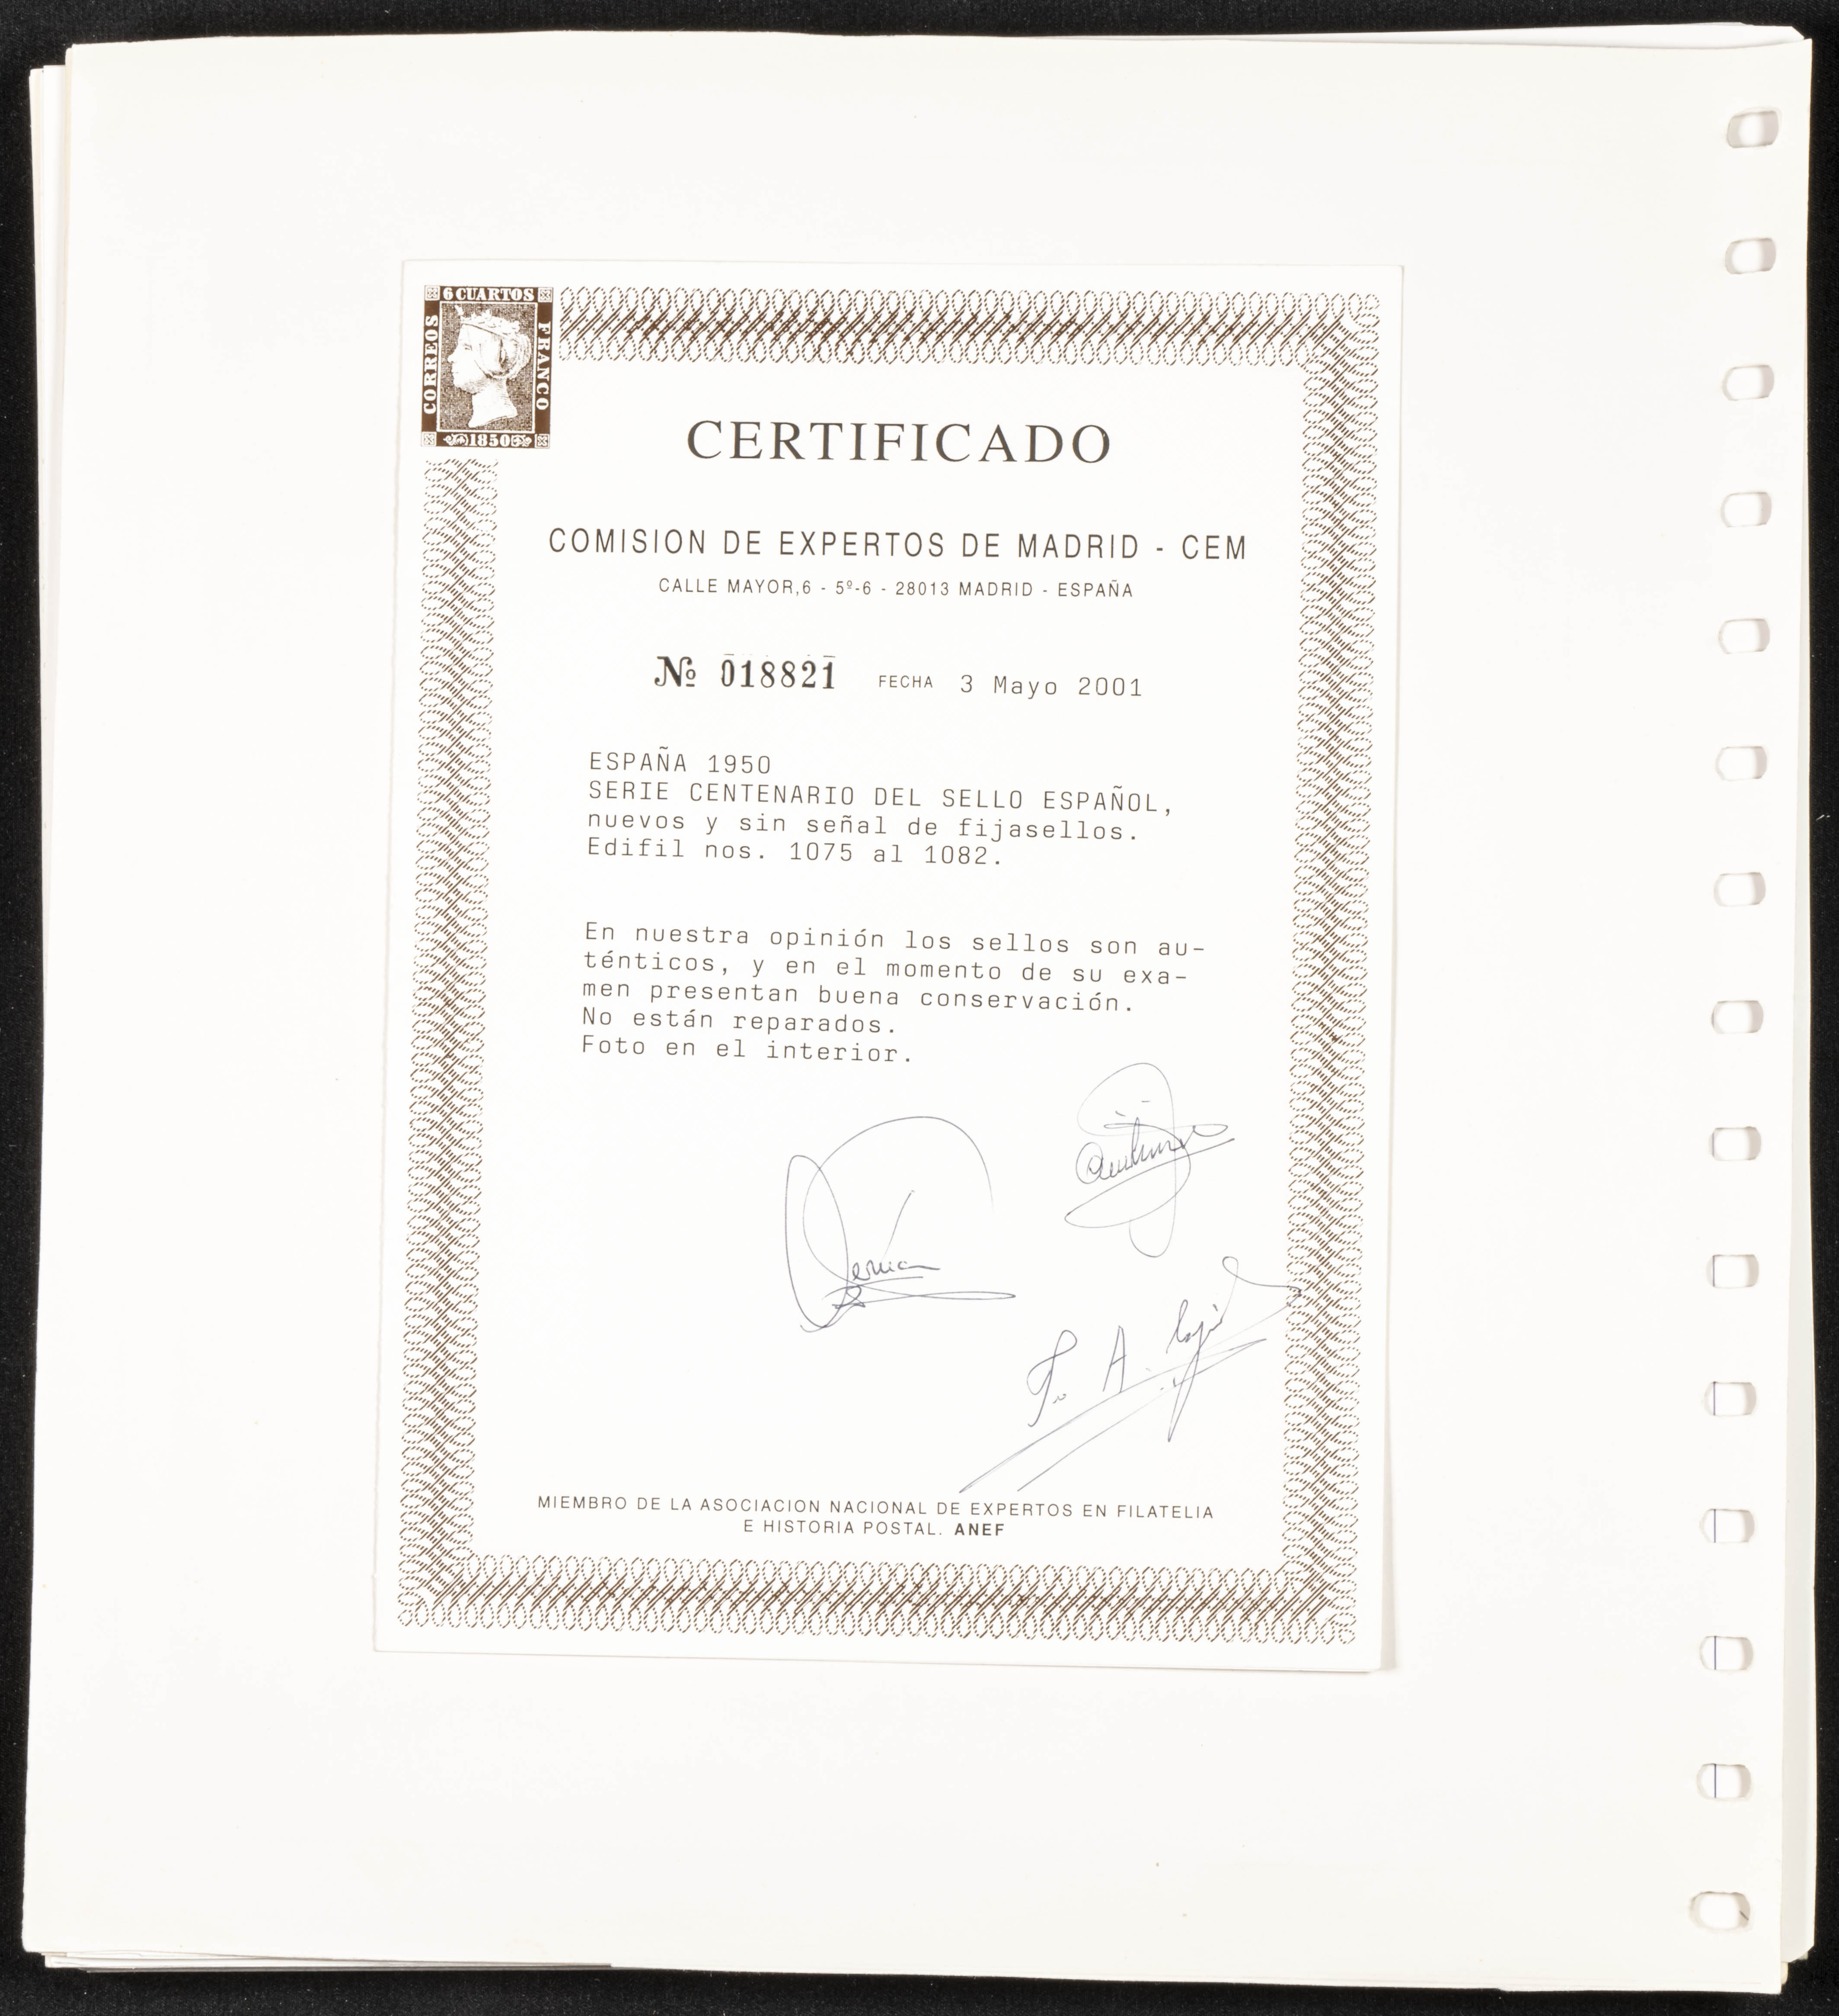 6 CUARTOS
CORREOS
FRANCO
1850
CERTIFICADO
COMISION DE EXPERTOS DE MADRID - CEM
CALLE MAYOR,6 - 5º-6 - 28013 MADRID - ESPAÑA
Nº 018821 FECHA 3 Mayo 2001
ESPAÑA 1950
SERIE CENTENARIO DEL SELLO ESPAÑOL,
nuevos y sin señal de fijasellos.
Edifil nos. 1075 al 1082.
En nuestra opinión los sellos son au-
ténticos, y en el momento de su exa-
men presentan buena conservación.
No están reparados.
Foto en el interior.
F. A.
MIEMBRO DE LA ASOCIACION NACIONAL DE EXPERTOS EN FILATELIA
E HISTORIA POSTAL. ANEF